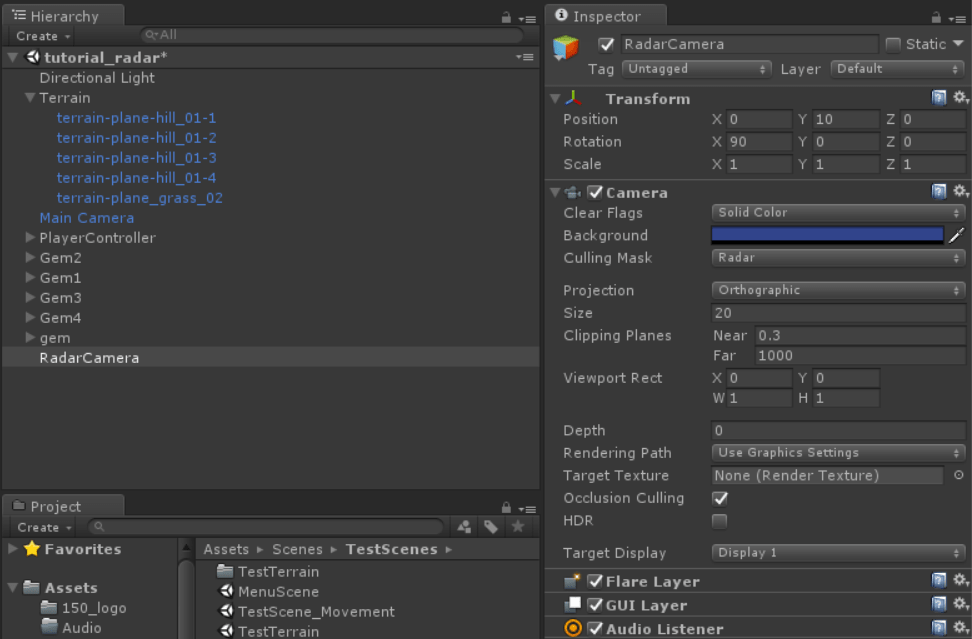 Hierarchy
Create
All
tutorial_radar*
Directional Light
Terrain
terrain-plane-hill_01-1
terrain-plane-hill_01-2
terrain-plane-hill_01-3
terrain-plane-hill_01-4
terrain-plane_grass_02
Main Camera
PlayerController
Gem2
Gem1
Gem3
Gem4
gem
RadarCamera
Project
Create
Favorites
Assets
150_logo
Audio
Assets Scenes TestScenes
TestTerrain
MenuScene
TestScene_Movement
TestTerrain
Inspector
RadarCamera Static
Tag Untagged Layer Default
Transform
Position X 0 Y 10 Z 0
Rotation X 90 Y 0 Z 0
Scale X 1 Y 1 Z 1
Camera
Clear Flags Solid Color
Background
Culling Mask Radar
Projection Orthographic
Size 20
Clipping Planes Near 0.3
Far 1000
Viewport Rect X 0 Y 0
W 1 H 1
Depth 0
Rendering Path Use Graphics Settings
Target Texture None (Render Texture)
Occlusion Culling
HDR
Target Display Display 1
Flare Layer
GUI Layer
Audio Listener